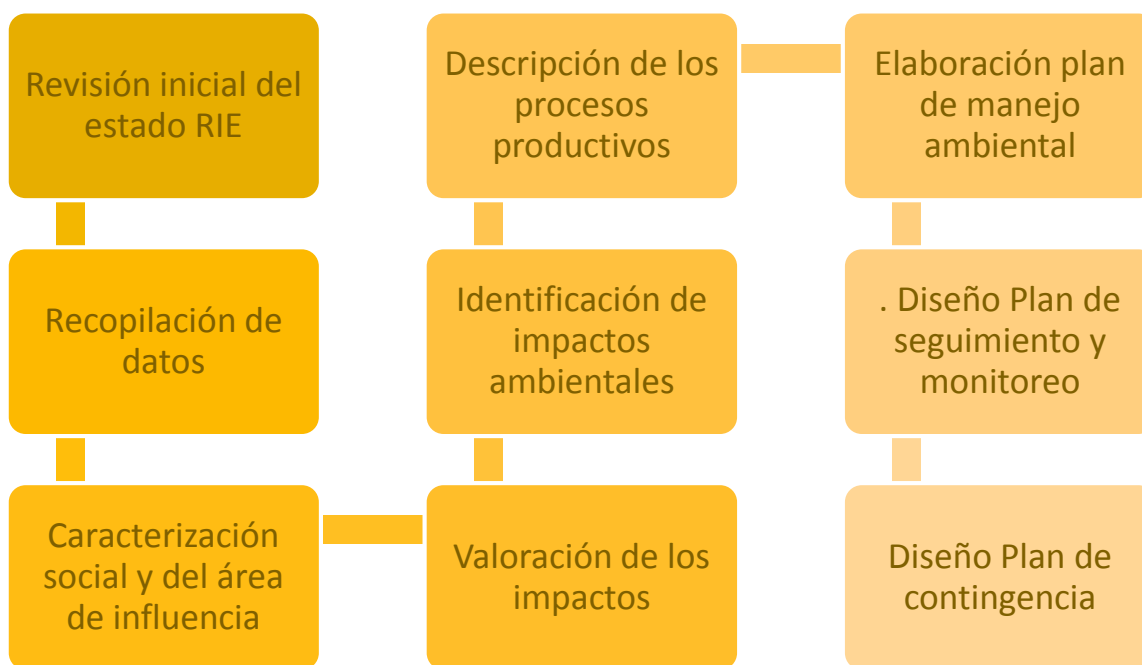 Revisión inicial del
estado RIE
Recopilación de
datos
Caracterización
social y del área
de influencia
Valoración de los
impactos
Identificación de
impactos
ambientales
Descripción de los
procesos
productivos
Elaboración plan
de manejo
ambiental
. Diseño Plan de
seguimiento y
monitoreo
Diseño Plan de
contingencia